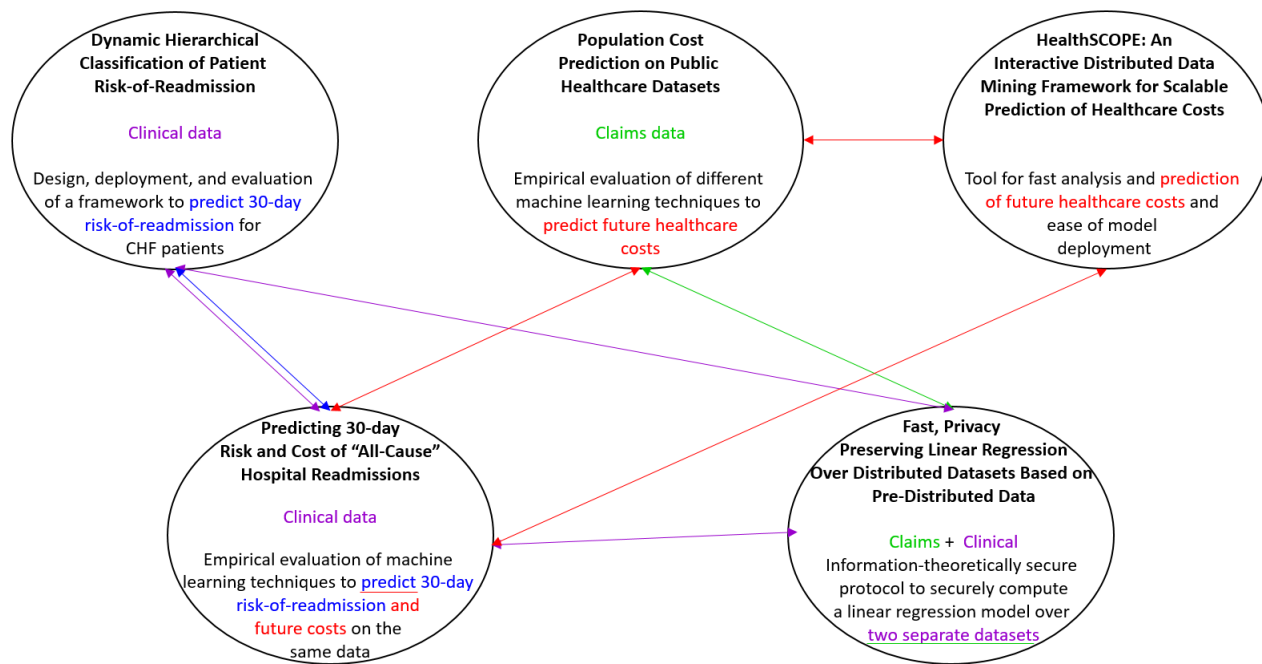 Dynamic Hierarchical
Classification of Patient
Risk-of-Readmission
Clinical data
Design, deployment, and evaluation
of a framework to predict 30-day
risk-of-readmission for
CHF patients
Population Cost
Prediction on Public
Healthcare Datasets
Claims data
Empirical evaluation of different
machine learning techniques to
predict future healthcare
costs
HealthSCOPE: An
Interactive Distributed Data
Mining Framework for Scalable
Prediction of Healthcare Costs
Tool for fast analysis and prediction
of future healthcare costs and
ease of model
deployment
Predicting 30-day
Risk and Cost of “All-Cause”
Hospital Readmissions
Clinical data
Empirical evaluation of machine
learning techniques to predict 30-day
risk-of-readmission and
future costs on the
same data
Fast, Privacy
Preserving Linear Regression
Over Distributed Datasets Based on
Pre-Distributed Data
Claims + Clinical
Information-theoretically secure
protocol to securely compute
a linear regression model over
two separate datasets